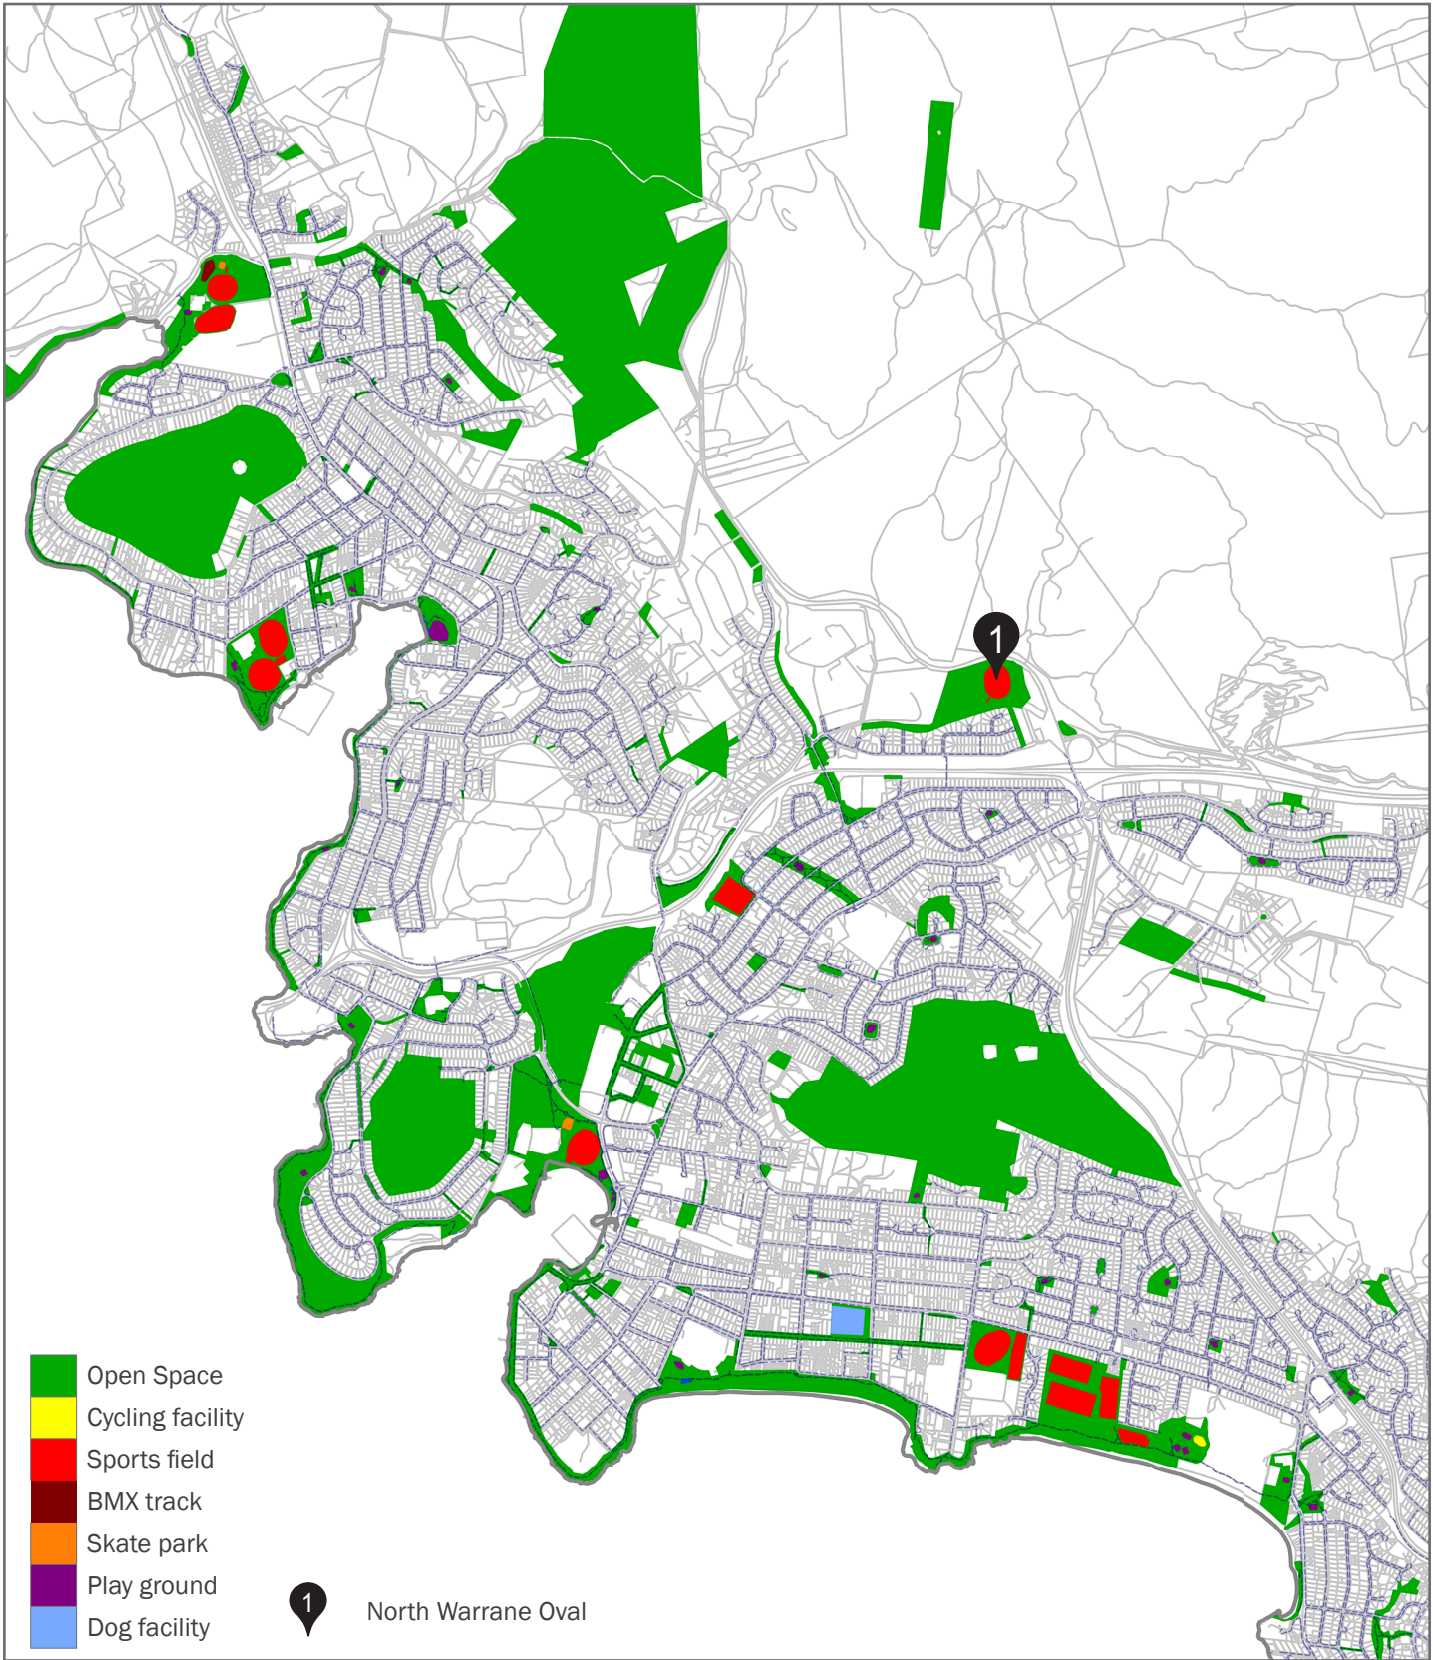 1
Open Space
Cycling facility
Sports field
BMX track
Skate park
Play ground
Dog facility
1 North Warrane Oval